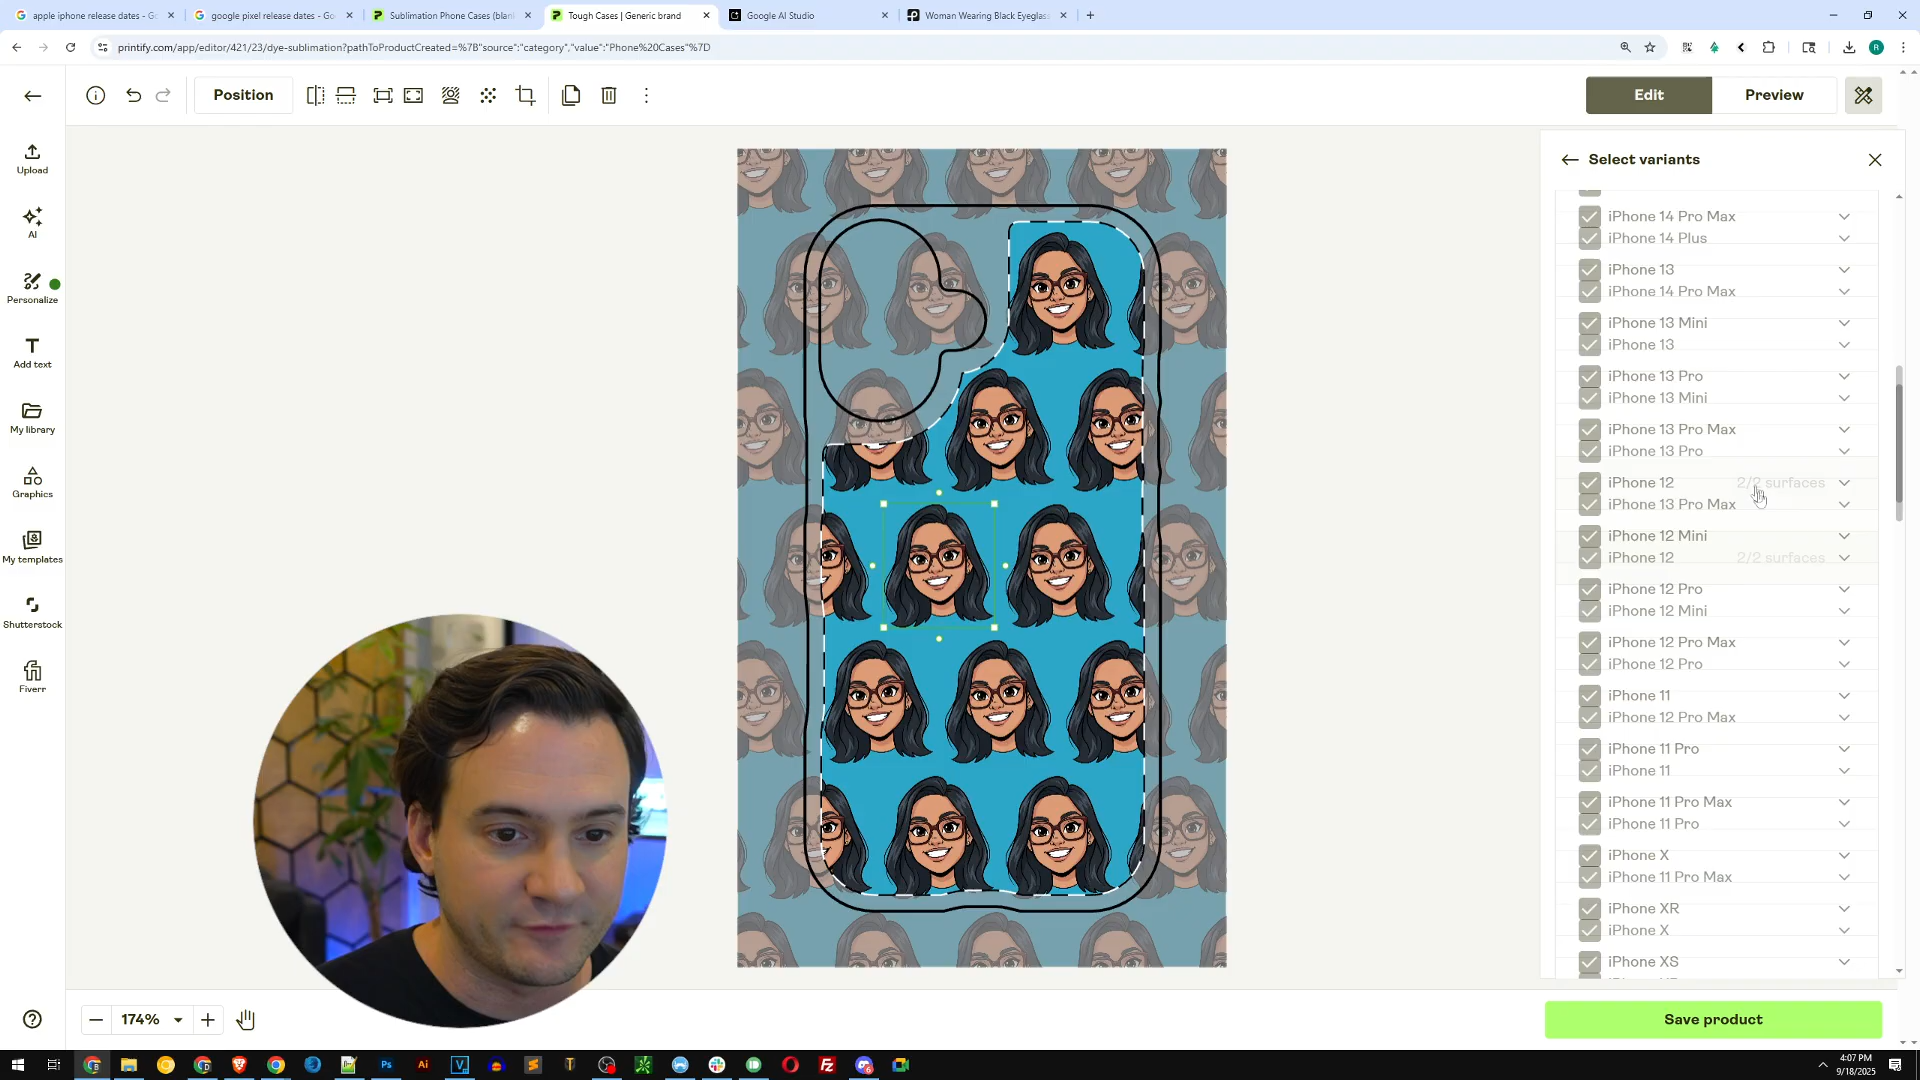 apple iphone release dates - G
google pixel release dates - Go
Sublimation Phone Cases (blan
Tough Cases | Generic brand
Google AI Studio
Woman Wearing Black Eyeglass
printify.com/app/editor/421/23/dye-sublimation?pathToProductCreated=%7B"source":"category","value":"Phone%20Cases"%7D
R
Position
Edit
Preview
Upload
AI
Personalize
Add text
My library
Graphics
My templates
Shutterstock
Fiverr
Select variants
iPhone 14 Pro Max
iPhone 14 Plus
iPhone 13
iPhone 14 Pro Max
iPhone 13 Mini
iPhone 13
iPhone 13 Pro
iPhone 13 Mini
iPhone 13 Pro Max
iPhone 13 Pro
iPhone 12 2/2 surfaces
iPhone 13 Pro Max
iPhone 12 Mini
iPhone 12 2/2 surfaces
iPhone 12 Pro
iPhone 12 Mini
iPhone 12 Pro Max
iPhone 12 Pro
iPhone 11
iPhone 12 Pro Max
iPhone 11 Pro
iPhone 11
iPhone 11 Pro Max
iPhone 11 Pro
iPhone X
iPhone 11 Pro Max
iPhone XR
iPhone X
iPhone XS
174%
Save product
4:07 PM
9/18/2025